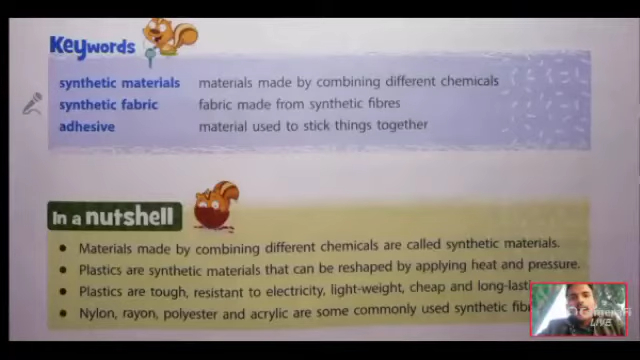 Keywords
synthetic materials materials made by combining different chemicals
synthetic fabric fabric made from synthetic fibres
adhesive material used to stick things together
In a nutshell
Materials made by combining different chemicals are called synthetic materials.
Plastics are synthetic materials that can be reshaped by applying heat and pressure.
Plastics are tough, resistant to electricity, light-weight, cheap and
Nylon, rayon, polyester and acrylic are some commonly used synthetic
LIVE